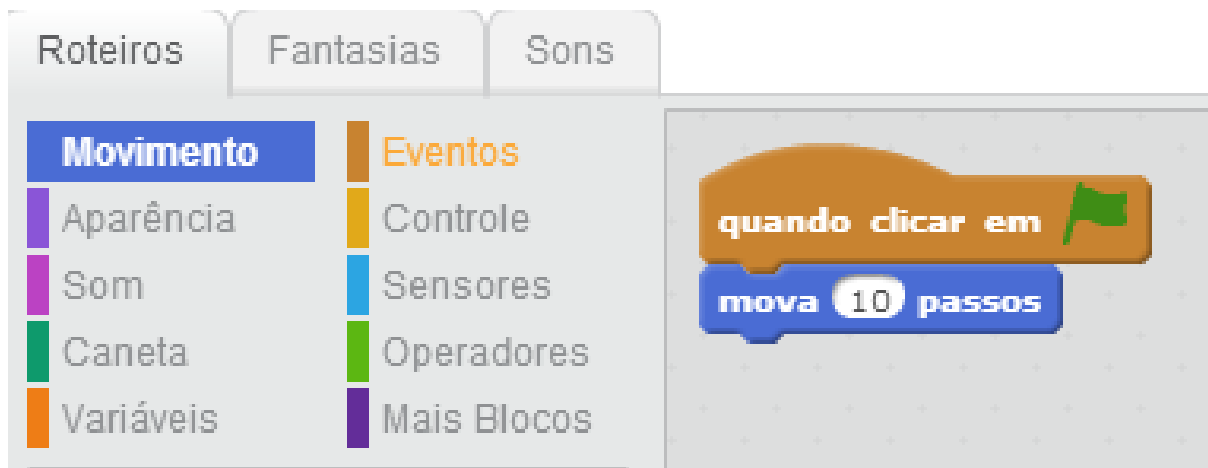 Roteiros Fantasias Sons
Movimento Eventos
Aparência Controle
Som Sensores
Caneta Operadores
Variáveis Mais Blocos
quando clicar em
mova 10 passos